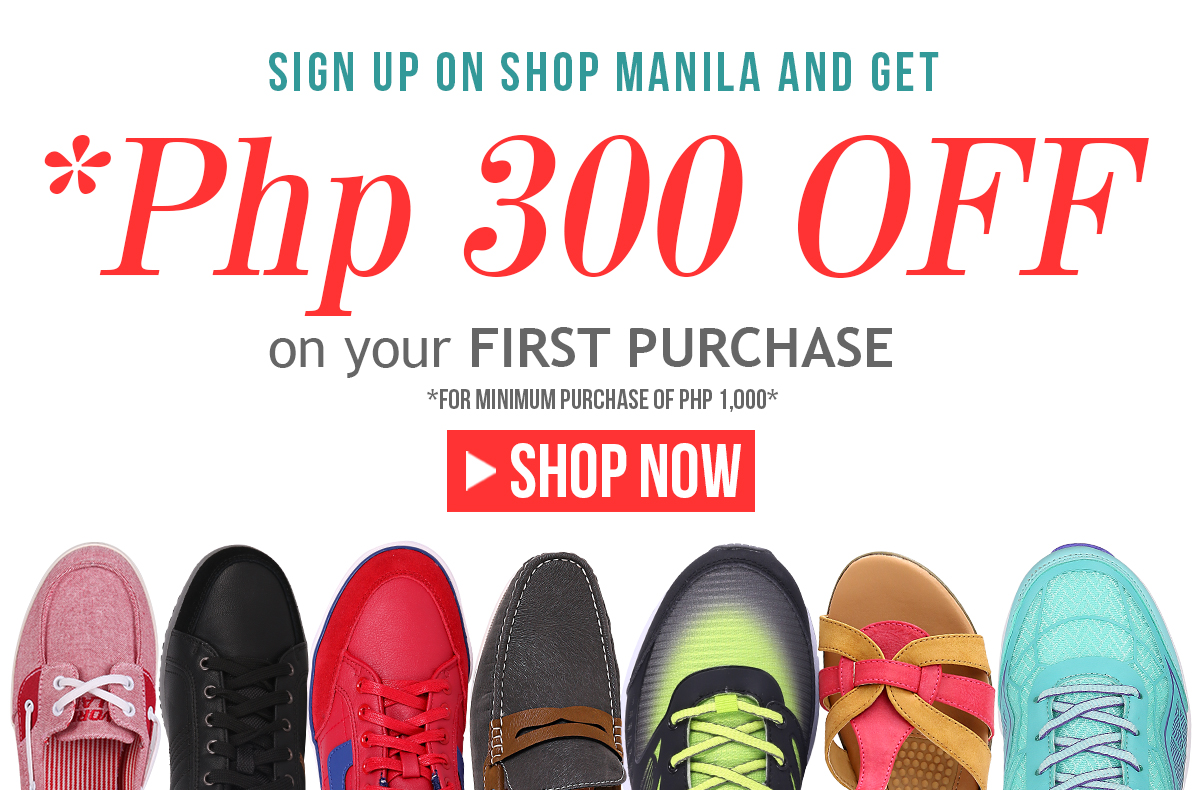 SIGN UP ON SHOP MANILA AND GET
*Php 300 OFF
on your FIRST PURCHASE
*FOR MINIMUM PURCHASE OF PHP 1,000*
SHOP NOW